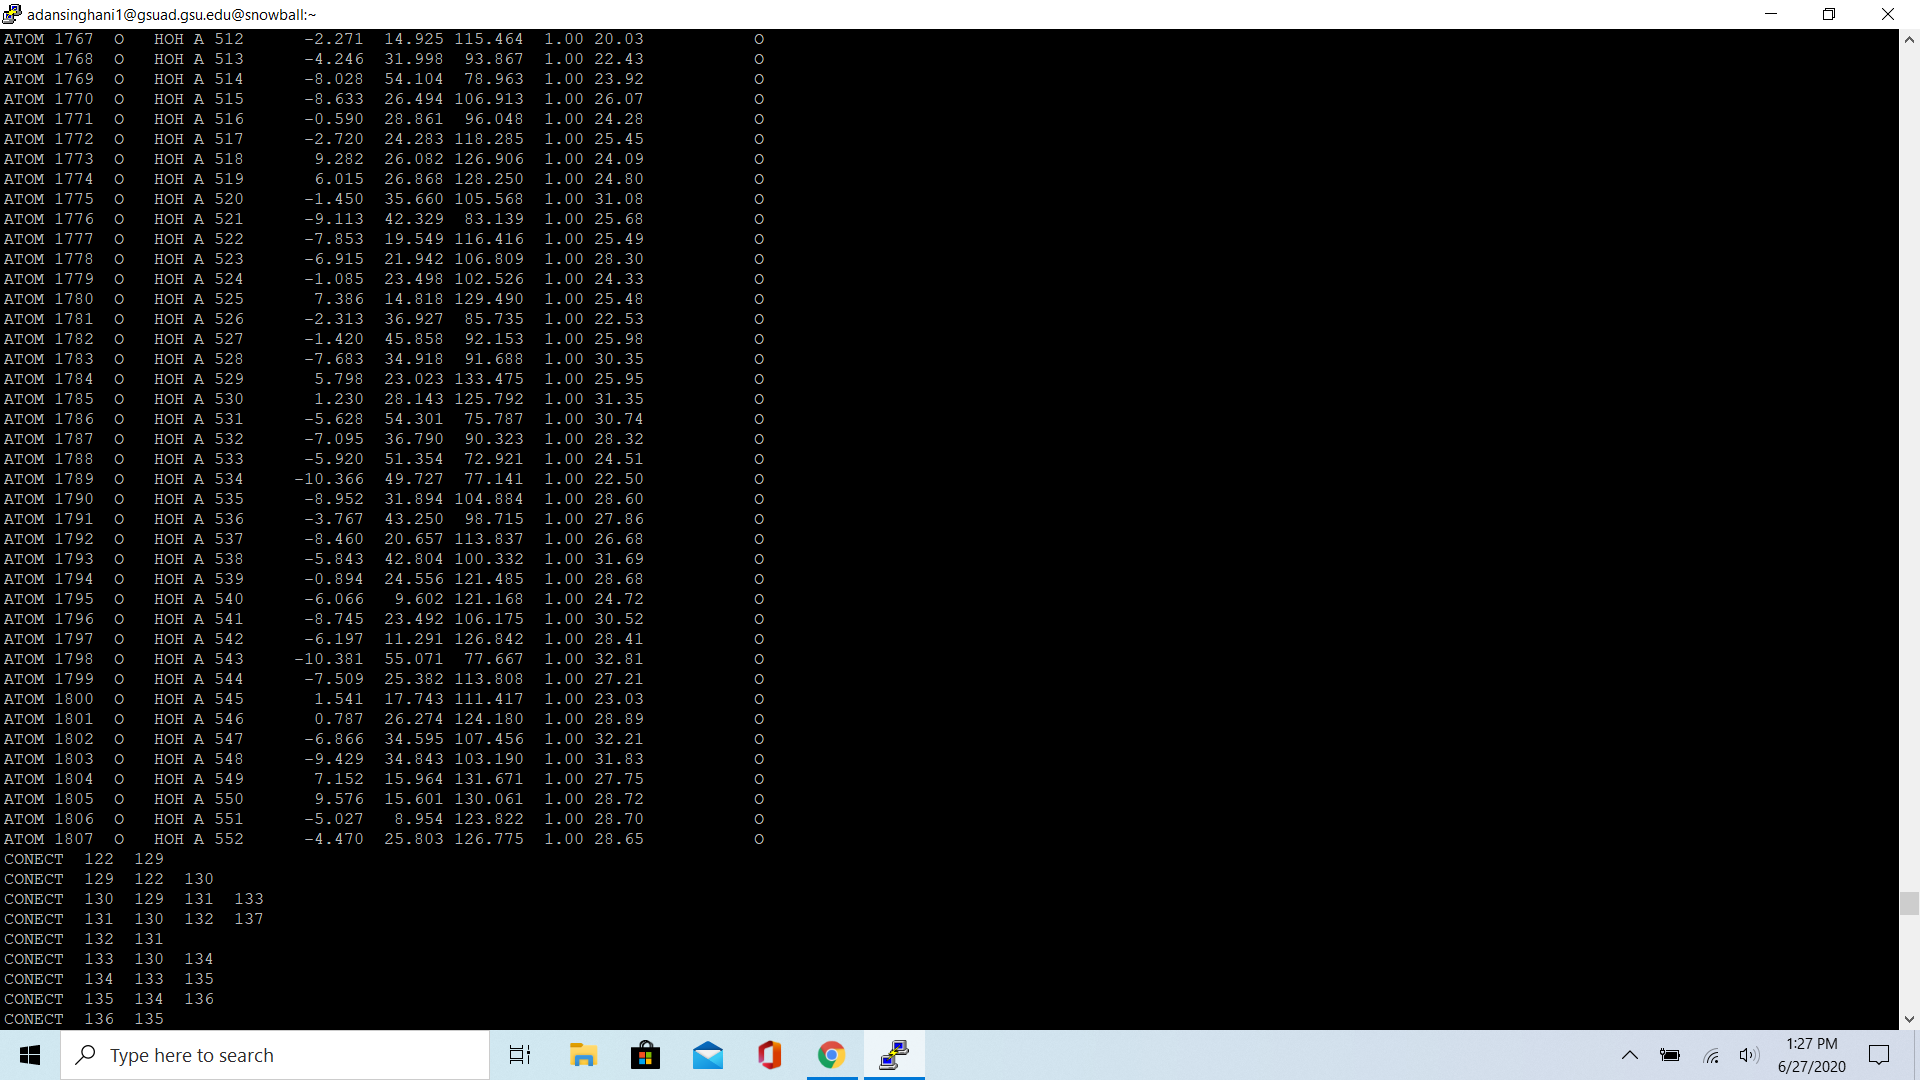 adansinghani1@gsuad.gsu.edu@snowball:~
ATOM 1767 O HOH A 512 -2.271 14.925 115.464 1.00 20.03 O
ATOM 1768 O HOH A 513 -4.246 31.998 93.867 1.00 22.43 O
ATOM 1769 O HOH A 514 -8.028 54.104 78.963 1.00 23.92 O
ATOM 1770 O HOH A 515 -8.633 26.494 106.913 1.00 26.07 O
ATOM 1771 O HOH A 516 -0.590 28.861 96.048 1.00 24.28 O
ATOM 1772 O HOH A 517 -2.720 24.283 118.285 1.00 25.45 O
ATOM 1773 O HOH A 518 9.282 26.082 126.906 1.00 24.09 O
ATOM 1774 O HOH A 519 6.015 26.868 128.250 1.00 24.80 O
ATOM 1775 O HOH A 520 -1.450 35.660 105.568 1.00 31.08 O
ATOM 1776 O HOH A 521 -9.113 42.329 83.139 1.00 25.68 O
ATOM 1777 O HOH A 522 -7.853 19.549 116.416 1.00 25.49 O
ATOM 1778 O HOH A 523 -6.915 21.942 106.809 1.00 28.30 O
ATOM 1779 O HOH A 524 -1.085 23.498 102.526 1.00 24.33 O
ATOM 1780 O HOH A 525 7.386 14.818 129.490 1.00 25.48 O
ATOM 1781 O HOH A 526 -2.313 36.927 85.735 1.00 22.53 O
ATOM 1782 O HOH A 527 -1.420 45.858 92.153 1.00 25.98 O
ATOM 1783 O HOH A 528 -7.683 34.918 91.688 1.00 30.35 O
ATOM 1784 O HOH A 529 5.798 23.023 133.475 1.00 25.95 O
ATOM 1785 O HOH A 530 1.230 28.143 125.792 1.00 31.35 O
ATOM 1786 O HOH A 531 -5.628 54.301 75.787 1.00 30.74 O
ATOM 1787 O HOH A 532 -7.095 36.790 90.323 1.00 28.32 O
ATOM 1788 O HOH A 533 -5.920 51.354 72.921 1.00 24.51 O
ATOM 1789 O HOH A 534 -10.366 49.727 77.141 1.00 22.50 O
ATOM 1790 O HOH A 535 -8.952 31.894 104.884 1.00 28.60 O
ATOM 1791 O HOH A 536 -3.767 43.250 98.715 1.00 27.86 O
ATOM 1792 O HOH A 537 -8.460 20.657 113.837 1.00 26.68 O
ATOM 1793 O HOH A 538 -5.843 42.804 100.332 1.00 31.69 O
ATOM 1794 O HOH A 539 -0.894 24.556 121.485 1.00 28.68 O
ATOM 1795 O HOH A 540 -6.066 9.602 121.168 1.00 24.72 O
ATOM 1796 O HOH A 541 -8.745 23.492 106.175 1.00 30.52 O
ATOM 1797 O HOH A 542 -6.197 11.291 126.842 1.00 28.41 O
ATOM 1798 O HOH A 543 -10.381 55.071 77.667 1.00 32.81 O
ATOM 1799 O HOH A 544 -7.509 25.382 113.808 1.00 27.21 O
ATOM 1800 O HOH A 545 1.541 17.743 111.417 1.00 23.03 O
ATOM 1801 O HOH A 546 0.787 26.274 124.180 1.00 28.89 O
ATOM 1802 O HOH A 547 -6.866 34.595 107.456 1.00 32.21 O
ATOM 1803 O HOH A 548 -9.429 34.843 103.190 1.00 31.83 O
ATOM 1804 O HOH A 549 7.152 15.964 131.671 1.00 27.75 O
ATOM 1805 O HOH A 550 9.576 15.601 130.061 1.00 28.72 O
ATOM 1806 O HOH A 551 -5.027 8.954 123.822 1.00 28.70 O
ATOM 1807 O HOH A 552 -4.470 25.803 126.775 1.00 28.65 O
CONECT 122 129
CONECT 129 122 130
CONECT 130 129 131 133
CONECT 131 130 132 137
CONECT 132 131
CONECT 133 130 134
CONECT 134 133 135
CONECT 135 134 136
CONECT 136 135
Type here to search
1:27 PM
6/27/2020